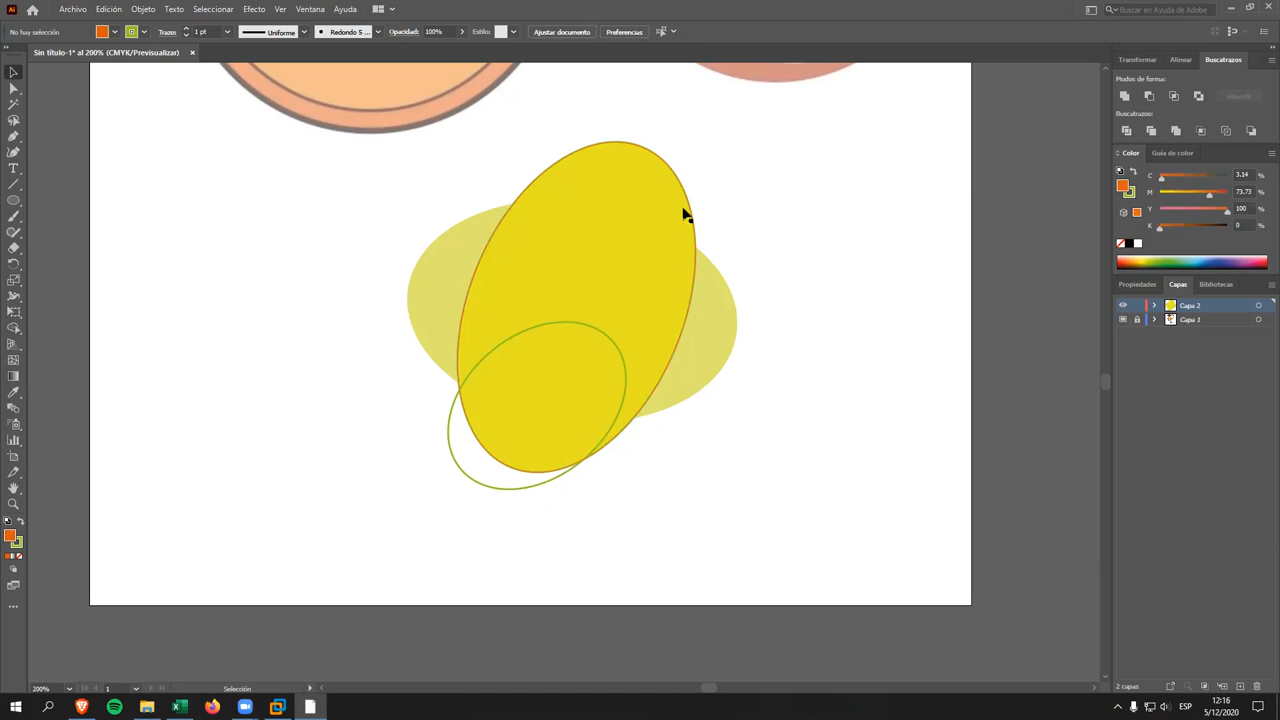 Archivo Edición Objeto Texto Seleccionar Efecto Ver Ventana Ayuda
Buscar en Ayuda de Adobe
No hay selección
Trazo: 1 pt
Uniforme
Redondo 5 ...
Opacidad: 100%
Estilo:
Ajustar documento
Preferencias
Sin título-1* al 200% (CMYK/Previsualizar)
Transformar Alinear Buscatrazos
Modos de forma:
Buscatrazos:
Color Guía de color
C 3.14 %
M 73.73 %
Y 100 %
K 0 %
Propiedades Capas Bibliotecas
Capa 2
Capa 1
2 capas
200% 1 Selección
ESP
12:16
5/12/2020